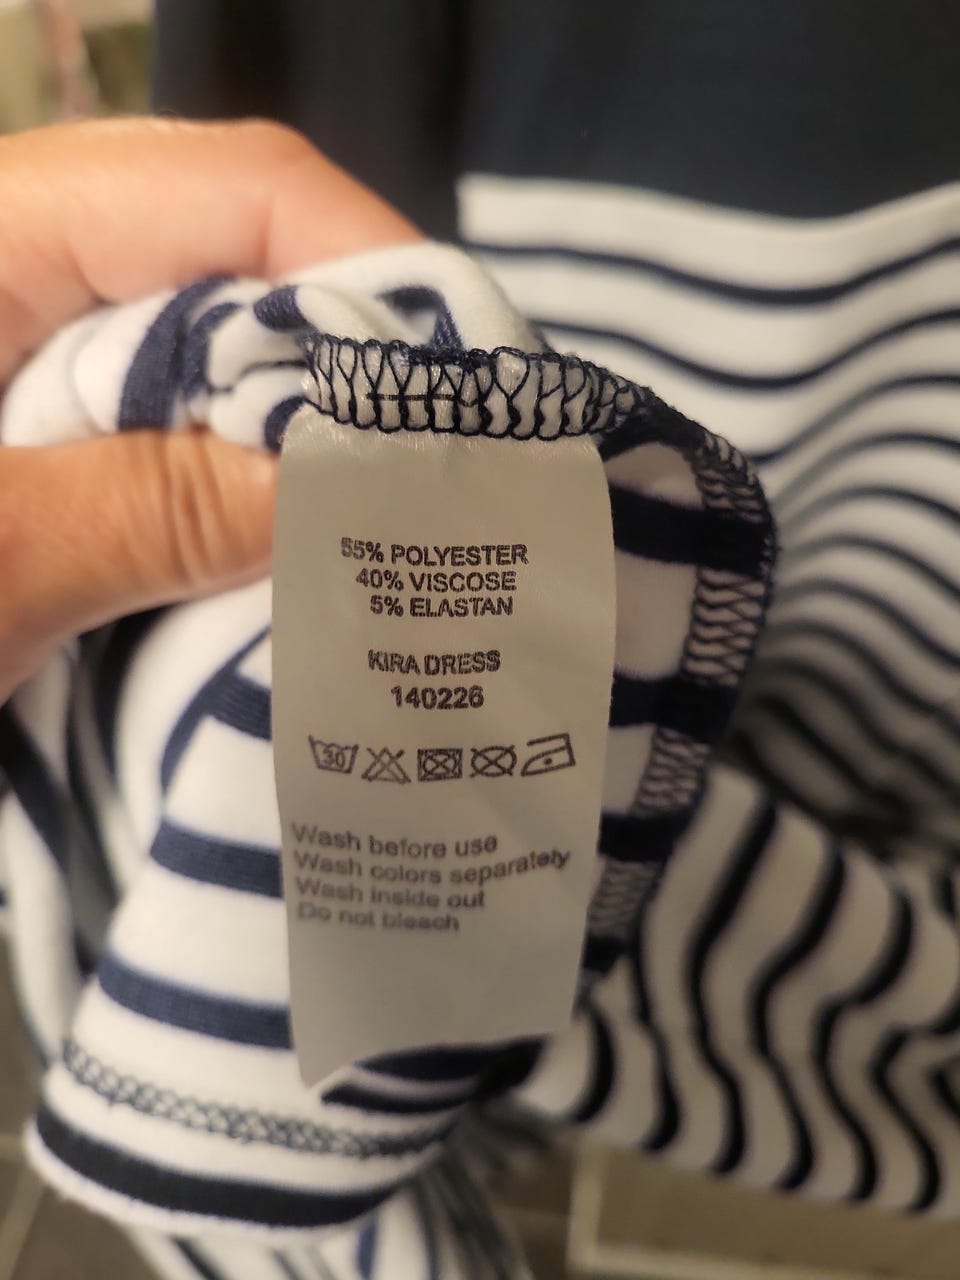 55% POLYESTER
40% VISCOSE
5% ELASTAN
KIRA DRESS
140226
30
Wash before use
Wash colors separately
Wash inside out
Do not bleach